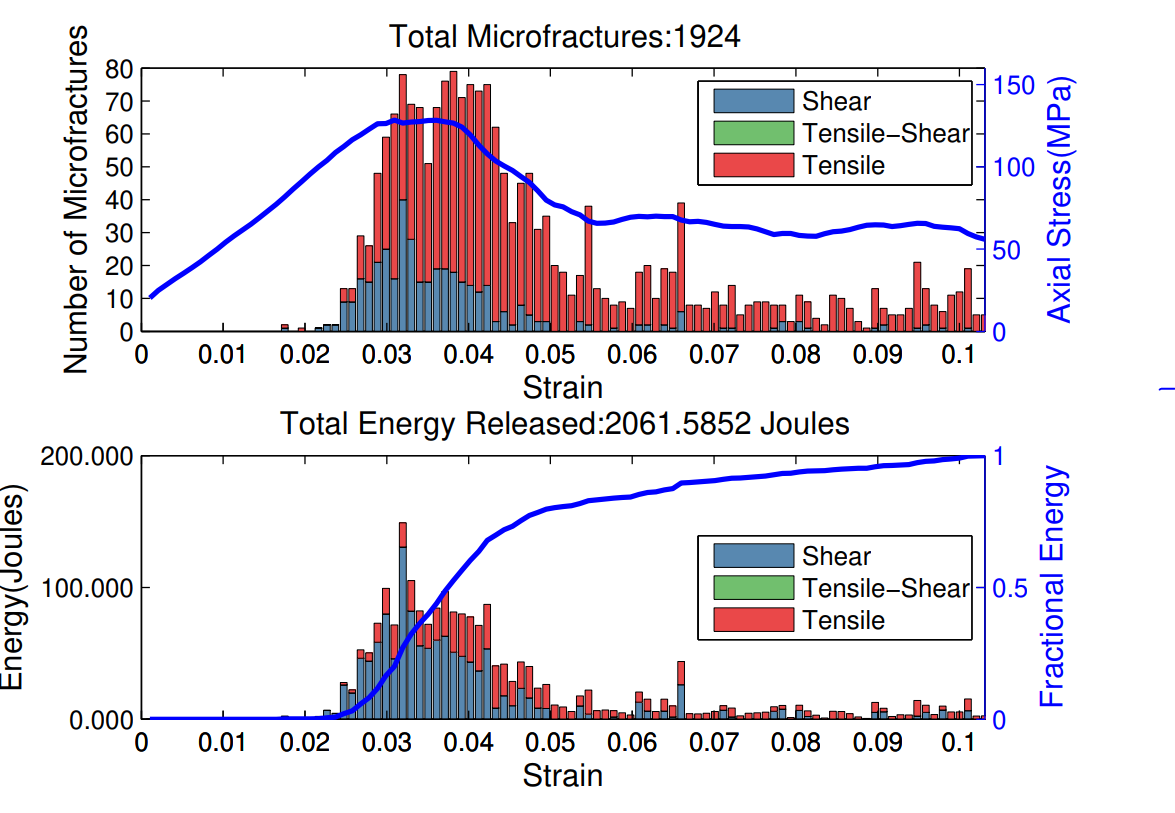 Total Microfractures:1924
Number of Microfractures
80
70
60
50
40
30
20
10
0
150
100
50
0
Axial Stress(MPa)
Shear
Tensile−Shear
Tensile
0 0.01 0.02 0.03 0.04 0.05 0.06 0.07 0.08 0.09 0.1
Strain
Total Energy Released:2061.5852 Joules
Energy(Joules)
200.000
100.000
0.000
1
0.5
0
Fractional Energy
Shear
Tensile−Shear
Tensile
0 0.01 0.02 0.03 0.04 0.05 0.06 0.07 0.08 0.09 0.1
Strain